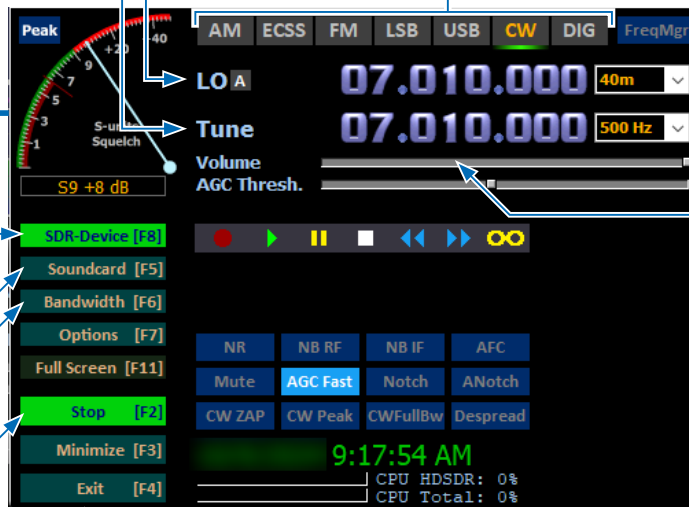 Peak
AM ECSS FM LSB USB CW DIG FreqMgr
+20
+40
9
7
5
3
1
S-units
Squelch
S9 +8 dB
LO A 07.010.000 40m
Tune 07.010.000 500 Hz
Volume
AGC Thresh.
SDR-Device [F8]
Soundcard [F5]
Bandwidth [F6]
Options [F7]
Full Screen [F11]
Stop [F2]
Minimize [F3]
Exit [F4]
NR NB RF NB IF AFC
Mute AGC Fast Notch ANotch
CW ZAP CW Peak CWFullBw Despread
9:17:54 AM
CPU HDSDR: 0%
CPU Total: 0%